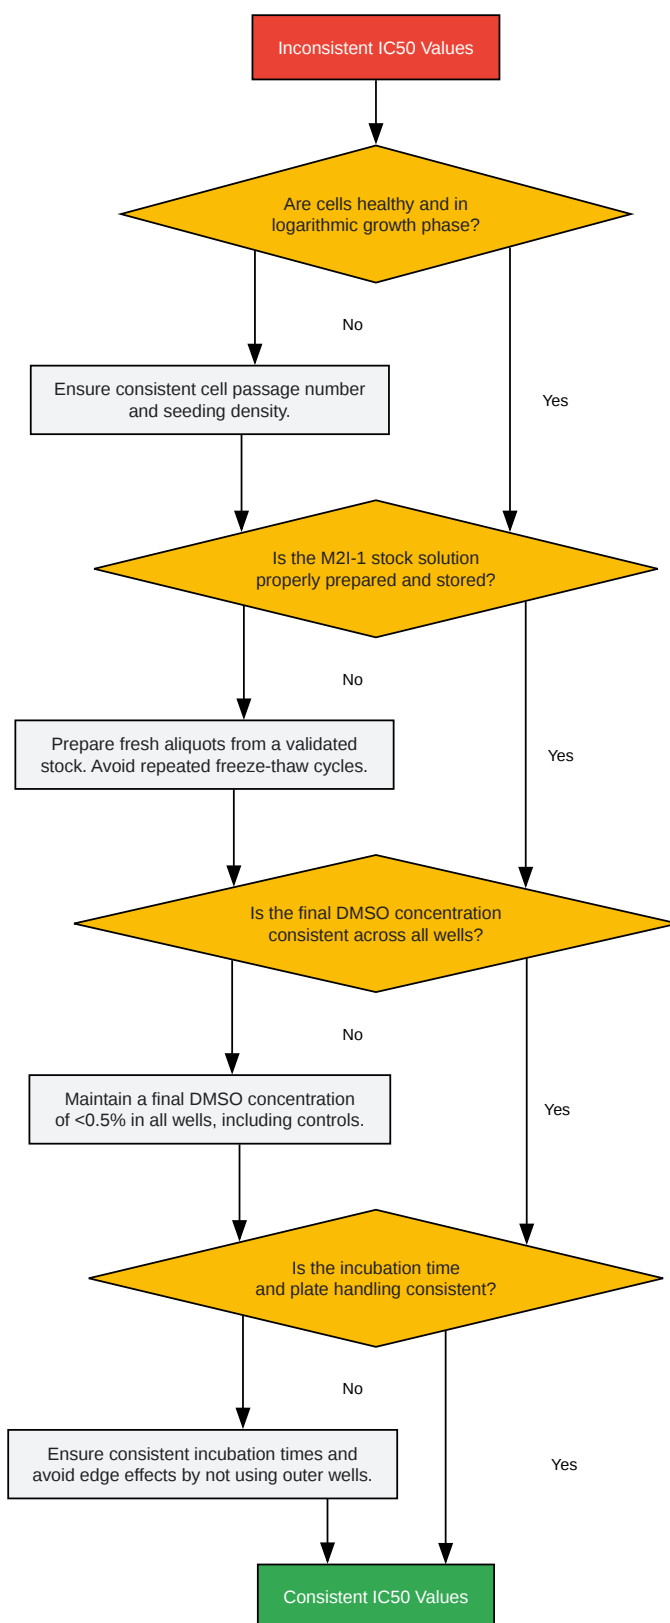 Inconsistent IC50 Values
Are cells healthy and in
logarithmic growth phase?
No
Ensure consistent cell passage number
and seeding density.
Yes
Is the M2I-1 stock solution
properly prepared and stored?
No
Prepare fresh aliquots from a validated
stock. Avoid repeated freeze-thaw cycles.
Yes
Is the final DMSO concentration
consistent across all wells?
No
Maintain a final DMSO concentration
of <0.5% in all wells, including controls.
Yes
Is the incubation time
and plate handling consistent?
No
Ensure consistent incubation times and
avoid edge effects by not using outer wells.
Yes
Consistent IC50 Values